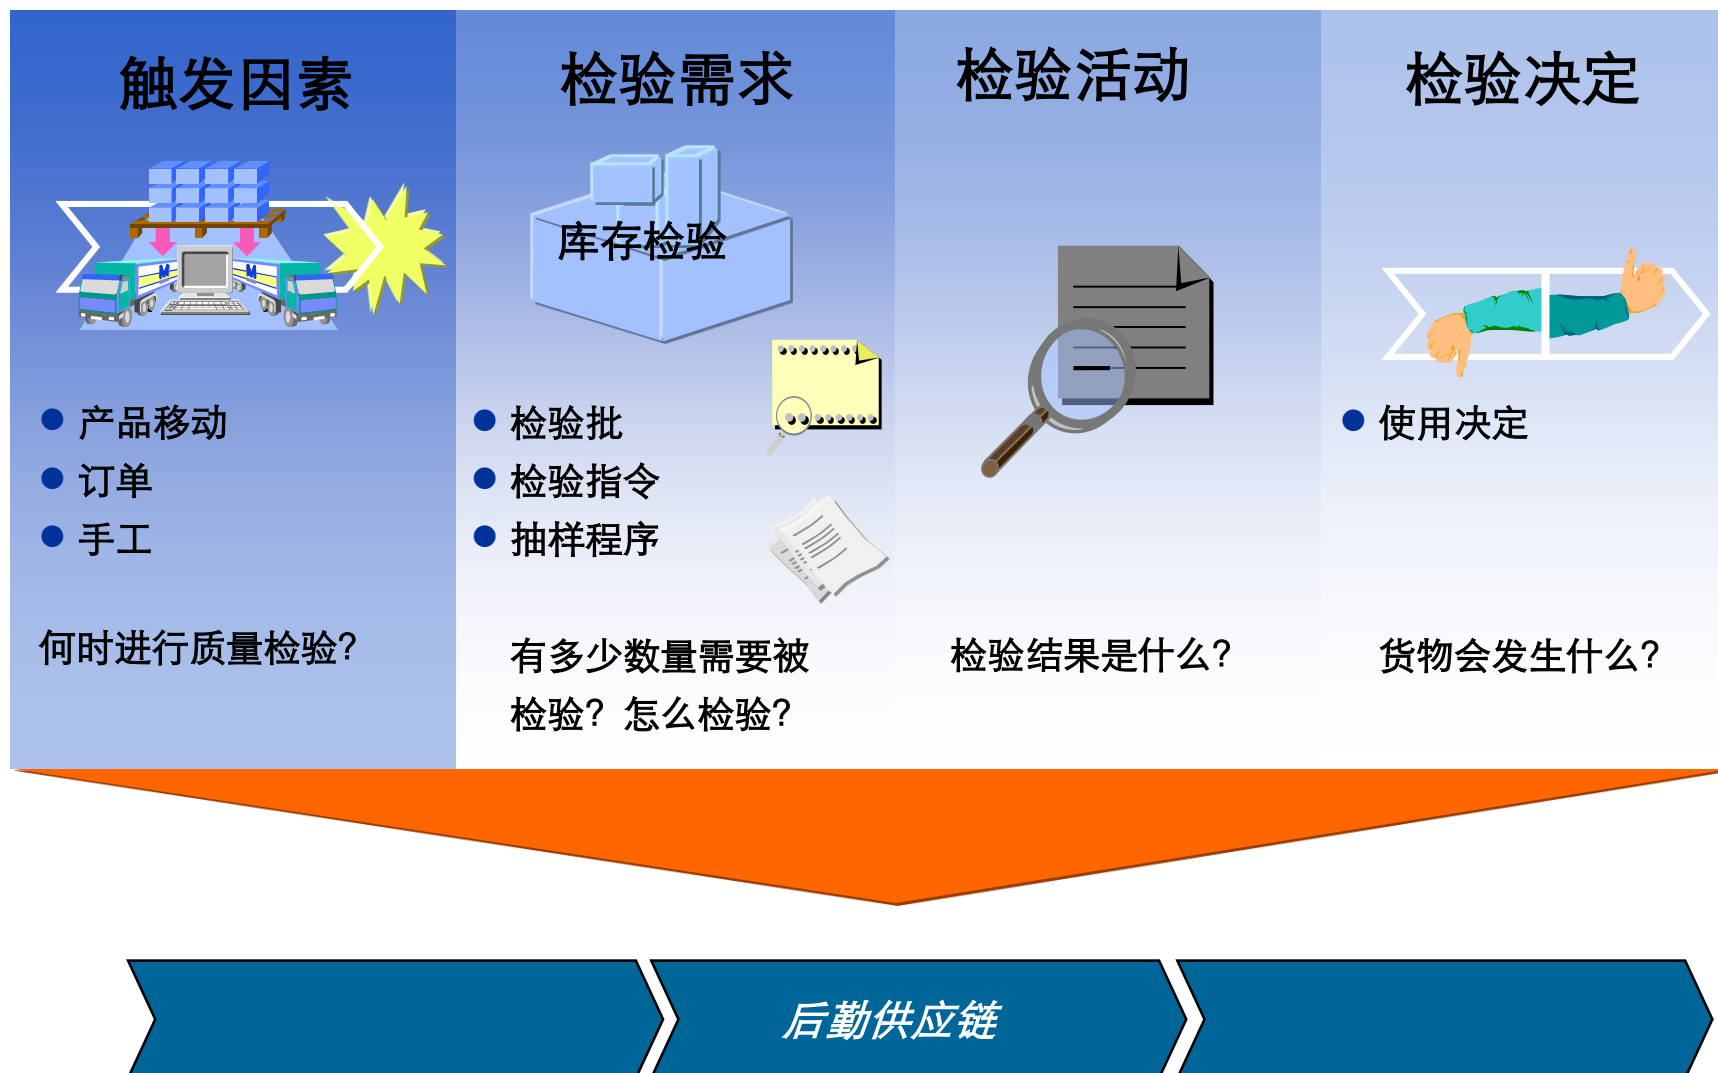 触发因素
产品移动
订单
手工
何时进行质量检验?
检验需求
库存检验
检验批
检验指令
抽样程序
有多少数量需要被
检验? 怎么检验?
检验活动
检验结果是什么?
检验决定
使用决定
货物会发生什么?
M
M
后勤供应链